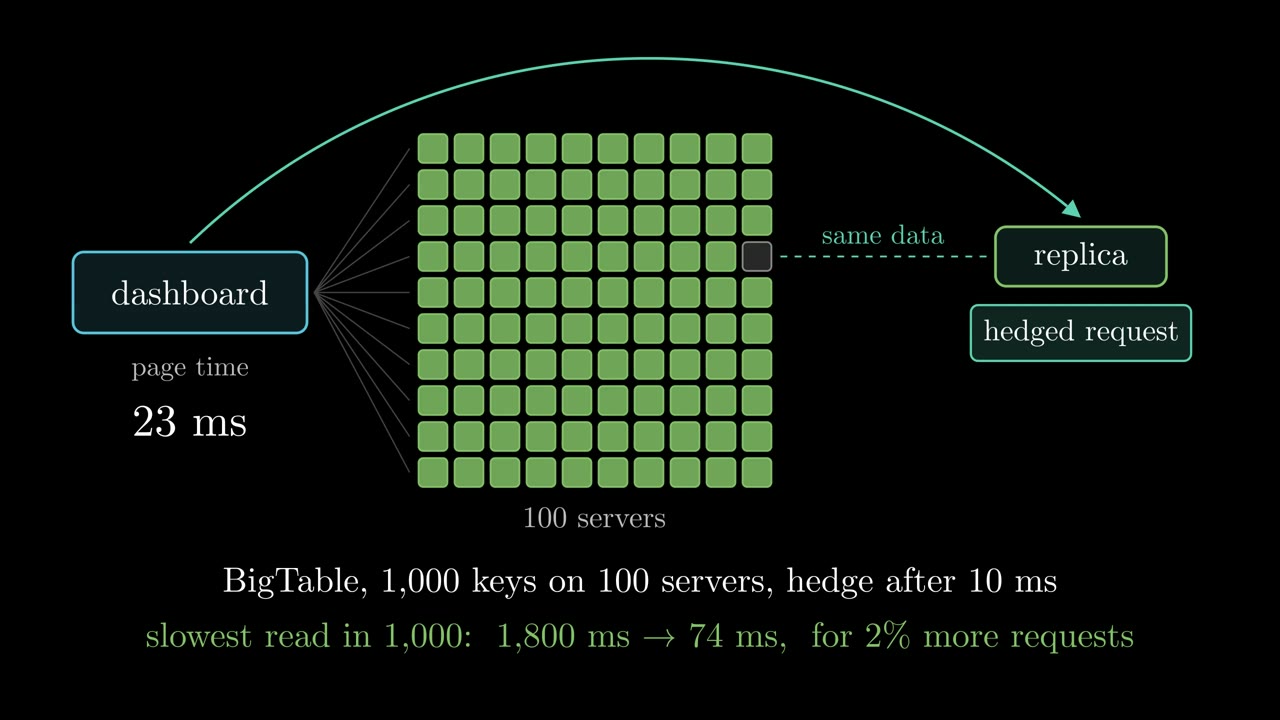 same data
replica
dashboard
hedged request
page time
23 ms
100 servers
BigTable, 1,000 keys on 100 servers, hedge after 10 ms
slowest read in 1,000: 1,800 ms → 74 ms, for 2% more requests